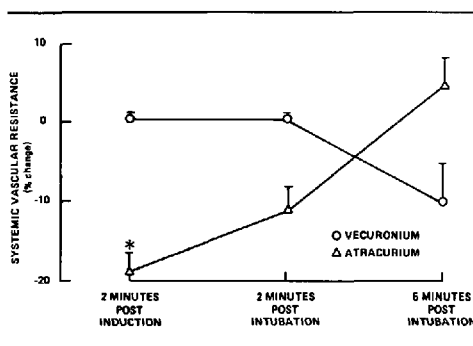 SYSTEMIC VASCULAR RESISTANCE
(% change)
10
0
-10
-20
*
VECURONIUM
ATRACURIUM
2 MINUTES
POST
INDUCTION
2 MINUTES
POST
INTUBATION
6 MINUTES
POST
INTUBATION